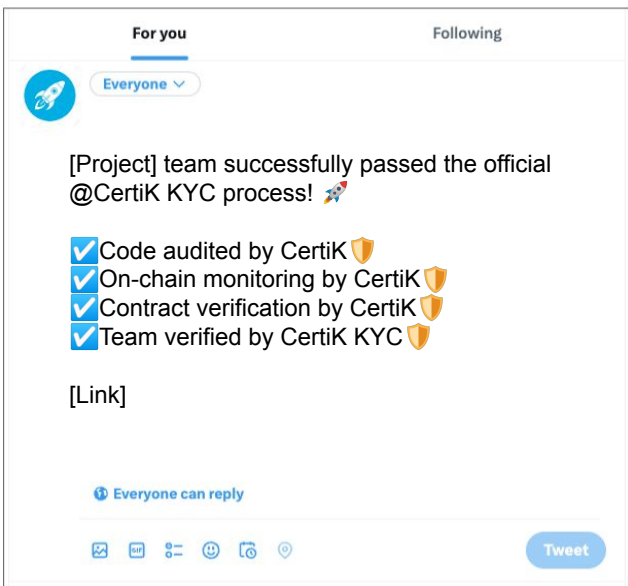 For you
Following
Everyone
[Project] team successfully passed the official
@CertiK KYC process! 🚀
☑️Code audited by CertiK🛡️
☑️On-chain monitoring by CertiK🛡️
☑️Contract verification by CertiK🛡️
☑️Team verified by CertiK KYC🛡️
[Link]
Everyone can reply
GIF
Tweet